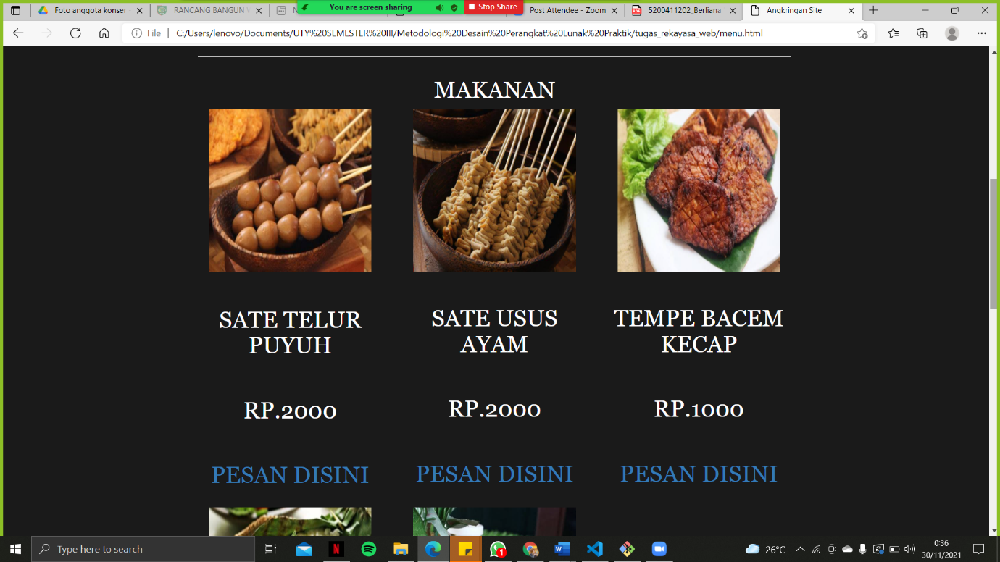 Foto anggota konser
RANCANG BANGUN W
You are screen sharing
Stop Share
Post Attendee - Zoom
5200411202_Berliana
Angkringan Site
File
C:/Users/lenovo/Documents/UTY%20SEMESTER%20III/Metodologi%20Desain%20Perangkat%20Lunak%20Praktik/tugas_rekayasa_web/menu.html
MAKANAN
SATE TELUR
PUYUH
SATE USUS
AYAM
TEMPE BACEM
KECAP
RP.2000
RP.2000
RP.1000
PESAN DISINI
PESAN DISINI
PESAN DISINI
Type here to search
1
26°C
0:36
30/11/2021